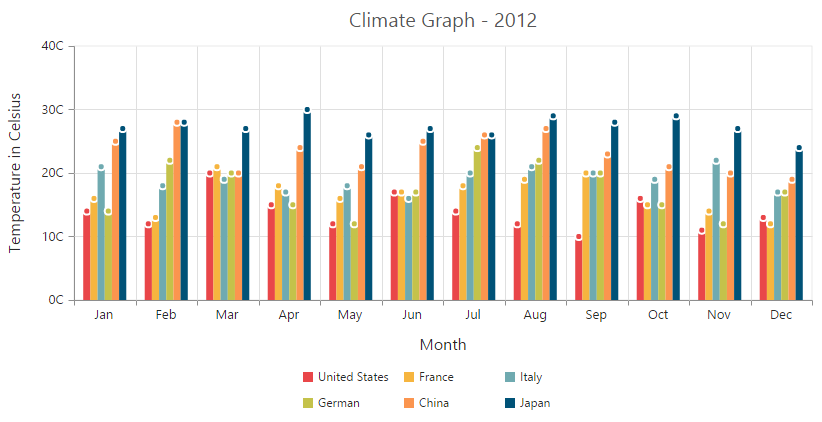 Climate Graph - 2012
40C
30C
20C
10C
0C
Temperature in Celsius
Jan Feb Mar Apr May Jun Jul Aug Sep Oct Nov Dec
Month
United States France Italy
German China Japan